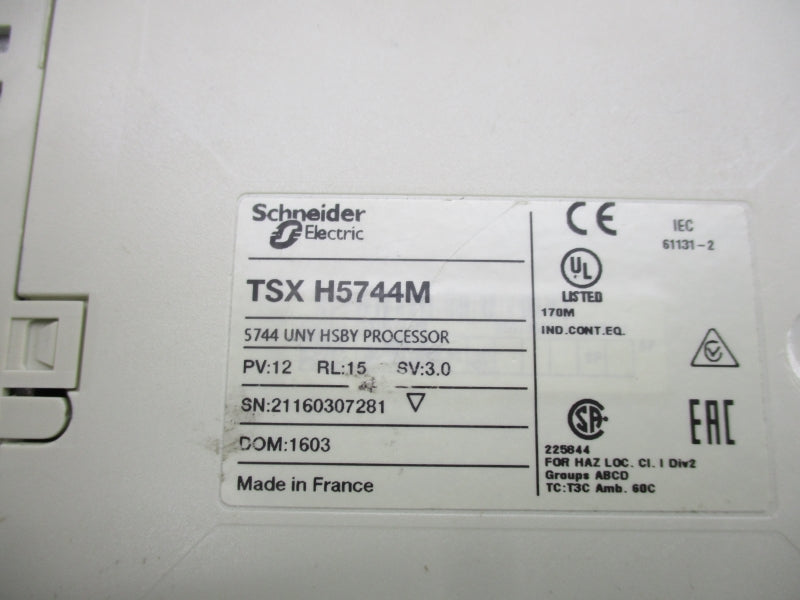 Schneider
Electric
TSX H5744M
5744 UNY HSBY PROCESSOR
PV:12 RL:15 SV:3.0
SN:21160307281
DOM:1603
Made in France
CE
IEC
61131-2
UL
LISTED
170M
IND.CONT.EQ.
SA
EAC
225644
FOR HAZ LOC. Cl. I Div2
Groups ABCD
TC:T3C Amb. 60C